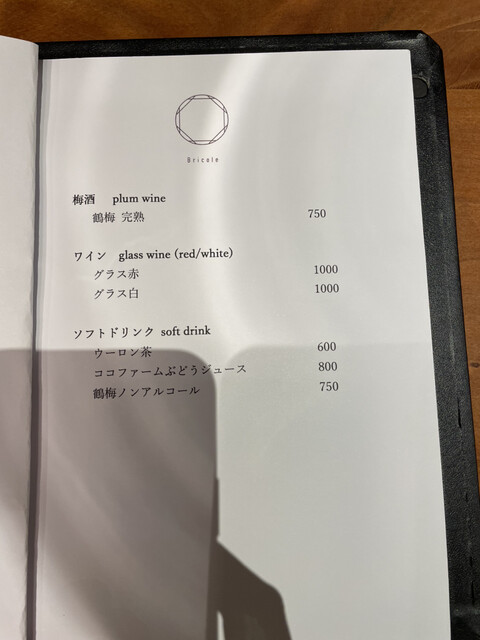 Bricole
梅酒 plum wine
鶴梅 完熟 750
ワイン glass wine (red/white)
グラス赤 1000
グラス白 1000
ソフトドリンク soft drink
ウーロン茶 600
ココファームぶどうジュース 800
鶴梅ノンアルコール 750